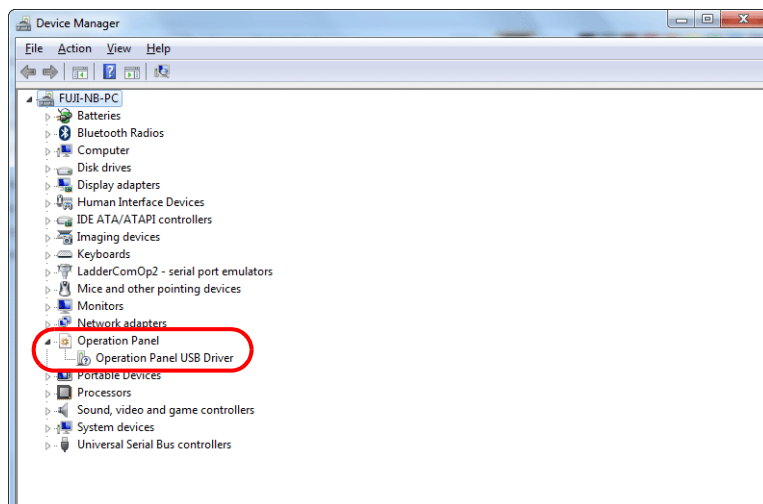 Device Manager
File Action View Help
FUJI-NB-PC
Batteries
Bluetooth Radios
Computer
Disk drives
Display adapters
Human Interface Devices
IDE ATA/ATAPI controllers
Imaging devices
Keyboards
LadderComOp2 - serial port emulators
Mice and other pointing devices
Monitors
Network adapters
Operation Panel
Operation Panel USB Driver
Portable Devices
Processors
Sound, video and game controllers
System devices
Universal Serial Bus controllers